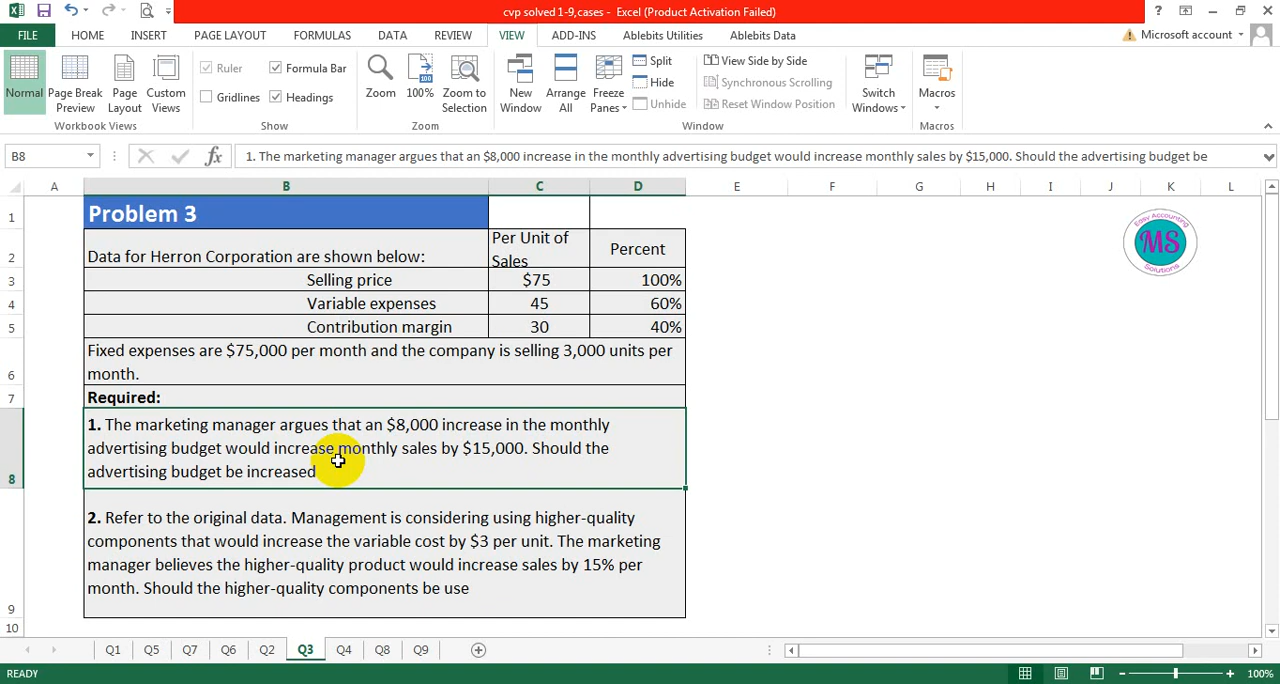 cvp solved 1-9,cases - Excel (Product Activation Failed)
FILE HOME INSERT PAGE LAYOUT FORMULAS DATA REVIEW VIEW ADD-INS Ablebits Utilities Ablebits Data Microsoft account
Normal Page Break Preview Page Layout Custom Views
Workbook Views
Ruler Formula Bar
Gridlines Headings
Show
Zoom 100% Zoom to Selection
Zoom
New Window Arrange All Freeze Panes
Split
Hide
Unhide
View Side by Side
Synchronous Scrolling
Reset Window Position
Switch Windows
Window
Macros
Macros
B8 fx 1. The marketing manager argues that an $8,000 increase in the monthly advertising budget would increase monthly sales by $15,000. Should the advertising budget be
A B C D E F G H I J K L
1 Problem 3
2 Data for Herron Corporation are shown below: Per Unit of Sales Percent
3 Selling price $75 100%
4 Variable expenses 45 60%
5 Contribution margin 30 40%
Fixed expenses are $75,000 per month and the company is selling 3,000 units per
6 month.
7 Required:
1. The marketing manager argues that an $8,000 increase in the monthly
advertising budget would increase monthly sales by $15,000. Should the
8 advertising budget be increased
2. Refer to the original data. Management is considering using higher-quality
components that would increase the variable cost by $3 per unit. The marketing
manager believes the higher-quality product would increase sales by 15% per
month. Should the higher-quality components be use
9
10
Easy Accounting
MS
Solutions
Q1 Q5 Q7 Q6 Q2 Q3 Q4 Q8 Q9
READY 100%